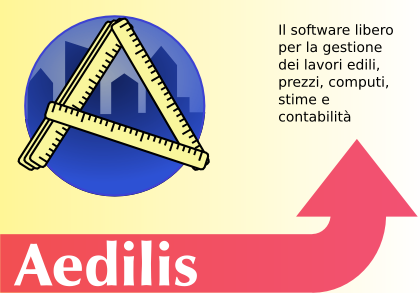 Il software libero
per la gestione
dei lavori edili,
prezzi, computi,
stime e
contabilità
Aedilis